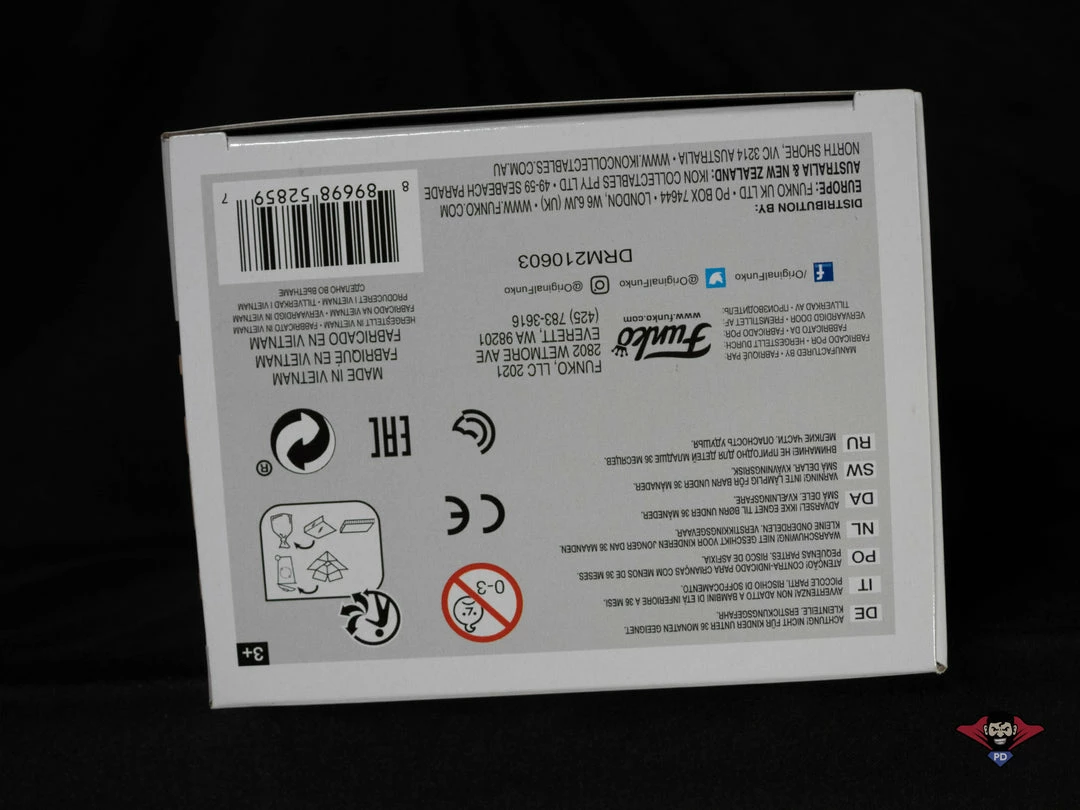 3+
DE
ACHTUNG! NICHT FÜR KINDER UNTER 36 MONATEN GEEIGNET.
KLEINTEILE. ERSTICKUNGSGEFAHR.
IT
AVVERTENZA! NON ADATTO A BAMBINI DI ETÀ INFERIORE A 36 MESI.
PICCOLE PARTI. RISCHIO DI SOFFOCAMENTO.
PO
ATENÇÃO! CONTRA-INDICADO PARA CRIANÇAS COM MENOS DE 36 MESES.
PEQUENAS PARTES. RISCO DE ASFIXIA.
NL
WAARSCHUWING! NIET GESCHIKT VOOR KINDEREN JONGER DAN 36 MAANDEN.
KLEINE ONDERDELEN. VERSTIKKINGSGEVAAR.
DA
ADVARSEL! IKKE EGNET TIL BØRN UNDER 36 MÅNEDER.
SMÅ DELE. KVÆLNINGSFARE.
SW
VARNING! INTE LÄMPLIG FÖR BARN UNDER 36 MÅNADER.
SMÅ DELAR. KVÄVNINGSRISK.
RU
ВНИМАНИЕ! НЕ ПРИГОДНО ДЛЯ ДЕТЕЙ МЛАДШЕ 36 МЕСЯЦЕВ.
МЕЛКИЕ ЧАСТИ. ОПАСНОСТЬ УДУШЬЯ.
0-3
CE
EAC
®
MANUFACTURED BY • FABRIQUÉ PAR:
FABRICADO POR • HERGESTELLT DURCH:
FABBRICATO DA • FABRICADO POR:
VERVAARDIGD DOOR • FREMSTILLET AF:
TILLVERKAD AV • ПРОИЗВОДИТЕЛЬ:
Funko
www.funko.com
FUNKO, LLC 2021
2802 WETMORE AVE
EVERETT, WA 98201
(425) 783-3616
MADE IN VIETNAM
FABRIQUÉ EN VIETNAM
FABRICADO EN VIETNAM
HERGESTELLT IN VIETNAM • FABBRICATO IN VIETNAM
FABRICADO NA VIETNAM • VERVAARDIGD IN VIETNAM
PRODUCERET I VIETNAM • TILLVERKAD I VIETNAM
СДЕЛАНО ВО ВЬЕТНАМЕ
/OriginalFunko
@OriginalFunko
@OriginalFunko
DRM210603
DISTRIBUTION BY:
EUROPE: FUNKO UK LTD • PO BOX 74644 • LONDON, W6 6JW (UK) • WWW.FUNKO.COM
AUSTRALIA & NEW ZEALAND: IKON COLLECTABLES PTY LTD • 49-59 SEABEACH PARADE
NORTH SHORE, VIC 3214 AUSTRALIA • WWW.IKONCOLLECTABLES.COM.AU
8 89698 52859 7
PD